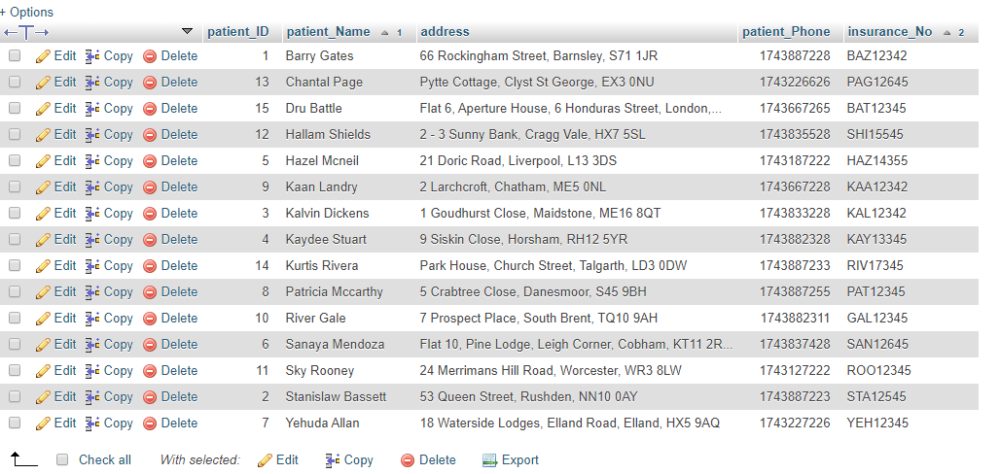 + Options
patient_ID patient_Name 1 address patient_Phone insurance_No 2
Edit Copy Delete 1 Barry Gates 66 Rockingham Street, Barnsley, S71 1JR 1743887228 BAZ12342
Edit Copy Delete 13 Chantal Page Pytte Cottage, Clyst St George, EX3 0NU 1743226626 PAG12645
Edit Copy Delete 15 Dru Battle Flat 6, Aperture House, 6 Honduras Street, London,... 1743667265 BAT12345
Edit Copy Delete 12 Hallam Shields 2 - 3 Sunny Bank, Cragg Vale, HX7 5SL 1743835528 SHI15545
Edit Copy Delete 5 Hazel Mcneil 21 Doric Road, Liverpool, L13 3DS 1743187222 HAZ14355
Edit Copy Delete 9 Kaan Landry 2 Larchcroft, Chatham, ME5 0NL 1743667228 KAA12342
Edit Copy Delete 3 Kalvin Dickens 1 Goudhurst Close, Maidstone, ME16 8QT 1743833228 KAL12342
Edit Copy Delete 4 Kaydee Stuart 9 Siskin Close, Horsham, RH12 5YR 1743882328 KAY13345
Edit Copy Delete 14 Kurtis Rivera Park House, Church Street, Talgarth, LD3 0DW 1743887233 RIV17345
Edit Copy Delete 8 Patricia Mccarthy 5 Crabtree Close, Danesmoor, S45 9BH 1743887255 PAT12345
Edit Copy Delete 10 River Gale 7 Prospect Place, South Brent, TQ10 9AH 1743882311 GAL12345
Edit Copy Delete 6 Sanaya Mendoza Flat 10, Pine Lodge, Leigh Corner, Cobham, KT11 2R... 1743837428 SAN12645
Edit Copy Delete 11 Sky Rooney 24 Merrimans Hill Road, Worcester, WR3 8LW 1743127222 ROO12345
Edit Copy Delete 2 Stanislaw Bassett 53 Queen Street, Rushden, NN10 0AY 1743887223 STA12545
Edit Copy Delete 7 Yehuda Allan 18 Waterside Lodges, Elland Road, Elland, HX5 9AQ 1743227226 YEH12345
Check all With selected: Edit Copy Delete Export